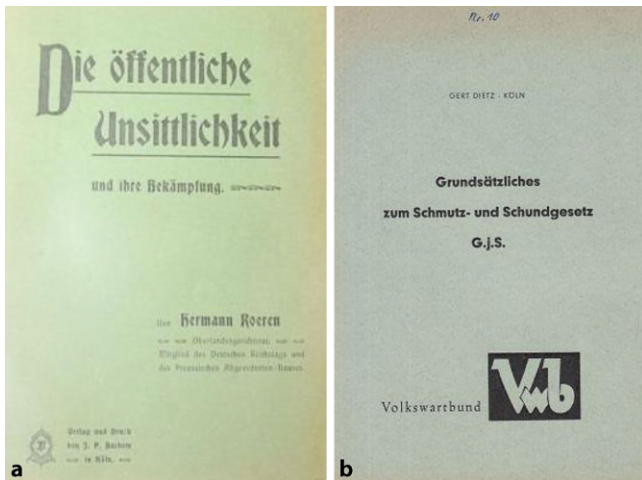 Die öffentliche
Unsittlichkeit
und ihre Bekämpfung.
Von Hermann Roeren
Oberlandesgerichtsrat,
Mitglied des Deutschen Reichstags und
des Preussischen Abgeordneten-Hauses.
Verlag und Druck
von J. P. Bachem
in Köln.
a
Nr. 10
GERT DIETZ · KÖLN
Grundsätzliches
zum Schmutz- und Schundgesetz
G.j.S.
Volkswartbund
Vwb
b